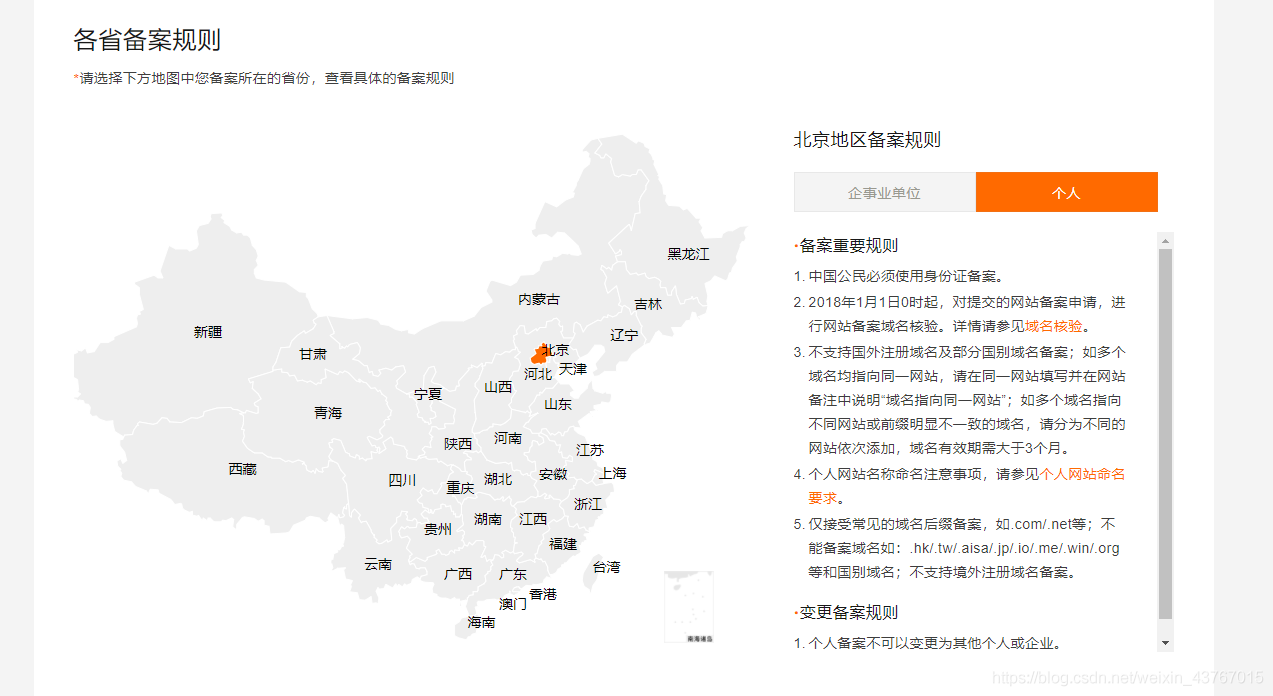 各省备案规则
*请选择下方地图中您备案所在的省份，查看具体的备案规则
北京地区备案规则
企事业单位
个人
·备案重要规则
1. 中国公民必须使用身份证备案。
2. 2018年1月1日0时起，对提交的网站备案申请，进
行网站备案域名核验。详情请参见域名核验。
3. 不支持国外注册域名及部分国别域名备案；如多个
域名均指向同一网站，请在同一网站填写并在网站
备注中说明“域名指向同一网站”；如多个域名指向
不同网站或前缀明显不一致的域名，请分为不同的
网站依次添加，域名有效期需大于3个月。
4. 个人网站名称命名注意事项，请参见个人网站命名
要求。
5. 仅接受常见的域名后缀备案，如.com/.net等；不
能备案域名如：.hk/.tw/.aisa/.jp/.io/.me/.win/.org
等和国别域名；不支持境外注册域名备案。
·变更备案规则
1. 个人备案不可以变更为其他个人或企业。
黑龙江
内蒙古
吉林
新疆
辽宁
北京
甘肃
天津
河北
山西
宁夏
山东
青海
河南
陕西
江苏
西藏
安徽
上海
四川
湖北
重庆
浙江
湖南
江西
贵州
福建
云南
台湾
广西
广东
香港
澳门
海南
南海诸岛
https://blog.csdn.net/weixin_43767015